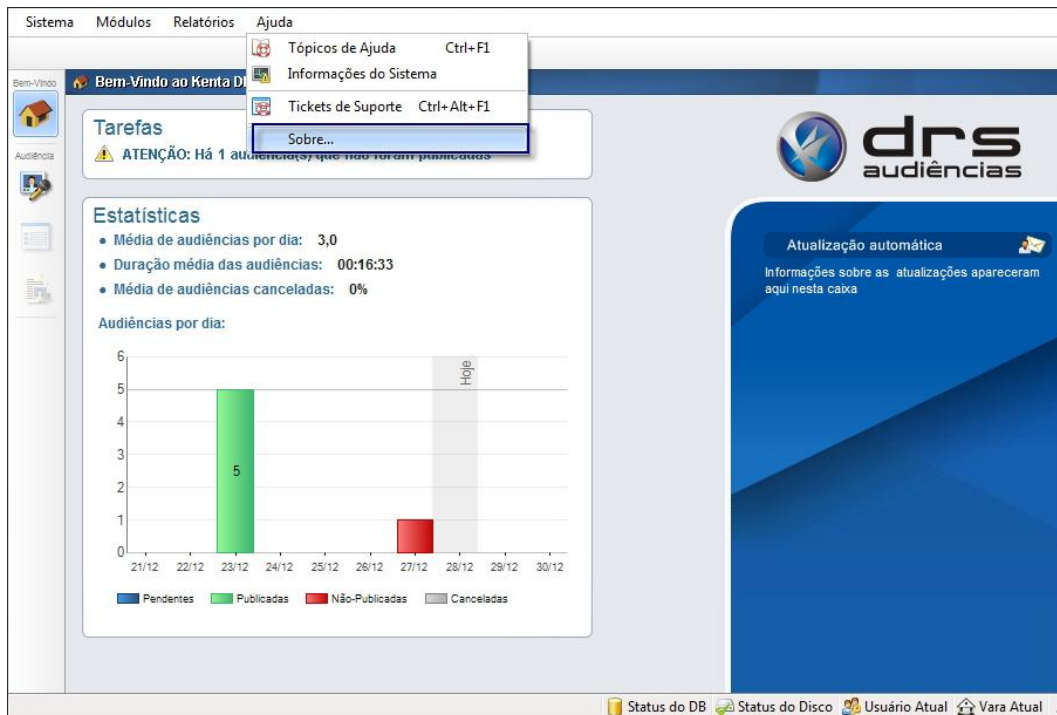 Sistema Módulos Relatórios Ajuda
Tópicos de Ajuda Ctrl+F1
Informações do Sistema
Tickets de Suporte Ctrl+Alt+F1
Sobre...
Bem-Vindo
Bem-Vindo ao Kenta
Audiência
Tarefas
ATENÇÃO: Há 1 audiência(s) que não foram publicadas
drs
audiências
Estatísticas
• Média de audiências por dia: 3,0
• Duração média das audiências: 00:16:33
• Média de audiências canceladas: 0%
Audiências por dia:
6
5
4
3
2
1
0
5
Hoje
21/12 22/12 23/12 24/12 25/12 26/12 27/12 28/12 29/12 30/12
Pendentes Publicadas Não-Publicadas Canceladas
Atualização automática
Informações sobre as atualizações apareceram
aqui nesta caixa
Status do DB Status do Disco Usuário Atual Vara Atual